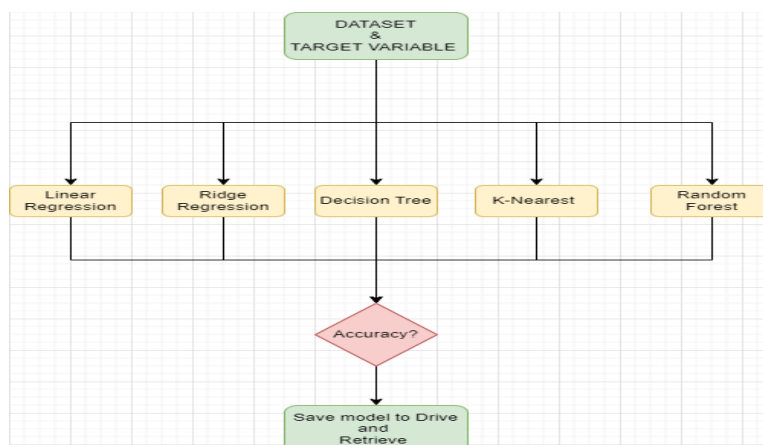 DATASET
&
TARGET VARIABLE
Linear
Regression
Ridge
Regression
Decision Tree
K-Nearest
Random
Forest
Accuracy?
Save model to Drive
and
Retrieve